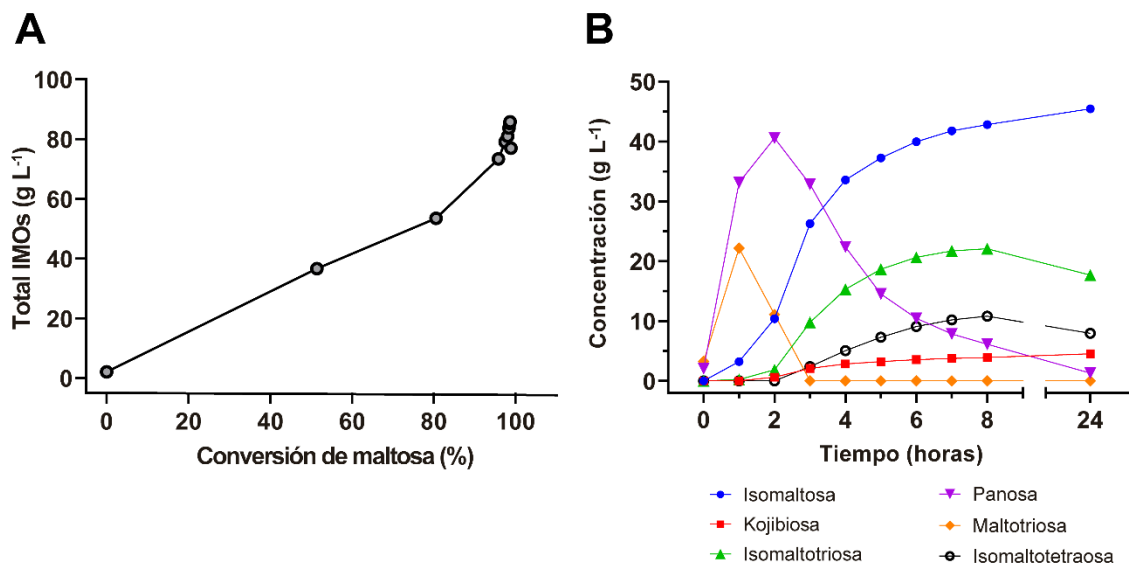 A
B
Total IMOs (g L-1)
100
80
60
40
20
0
0 20 40 60 80 100
Conversión de maltosa (%)
Concentración (g L-1)
50
40
30
20
10
0
0 2 4 6 8 24
Tiempo (horas)
Isomaltosa
Kojibiosa
Isomaltotriosa
Panosa
Maltotriosa
Isomaltotetraosa